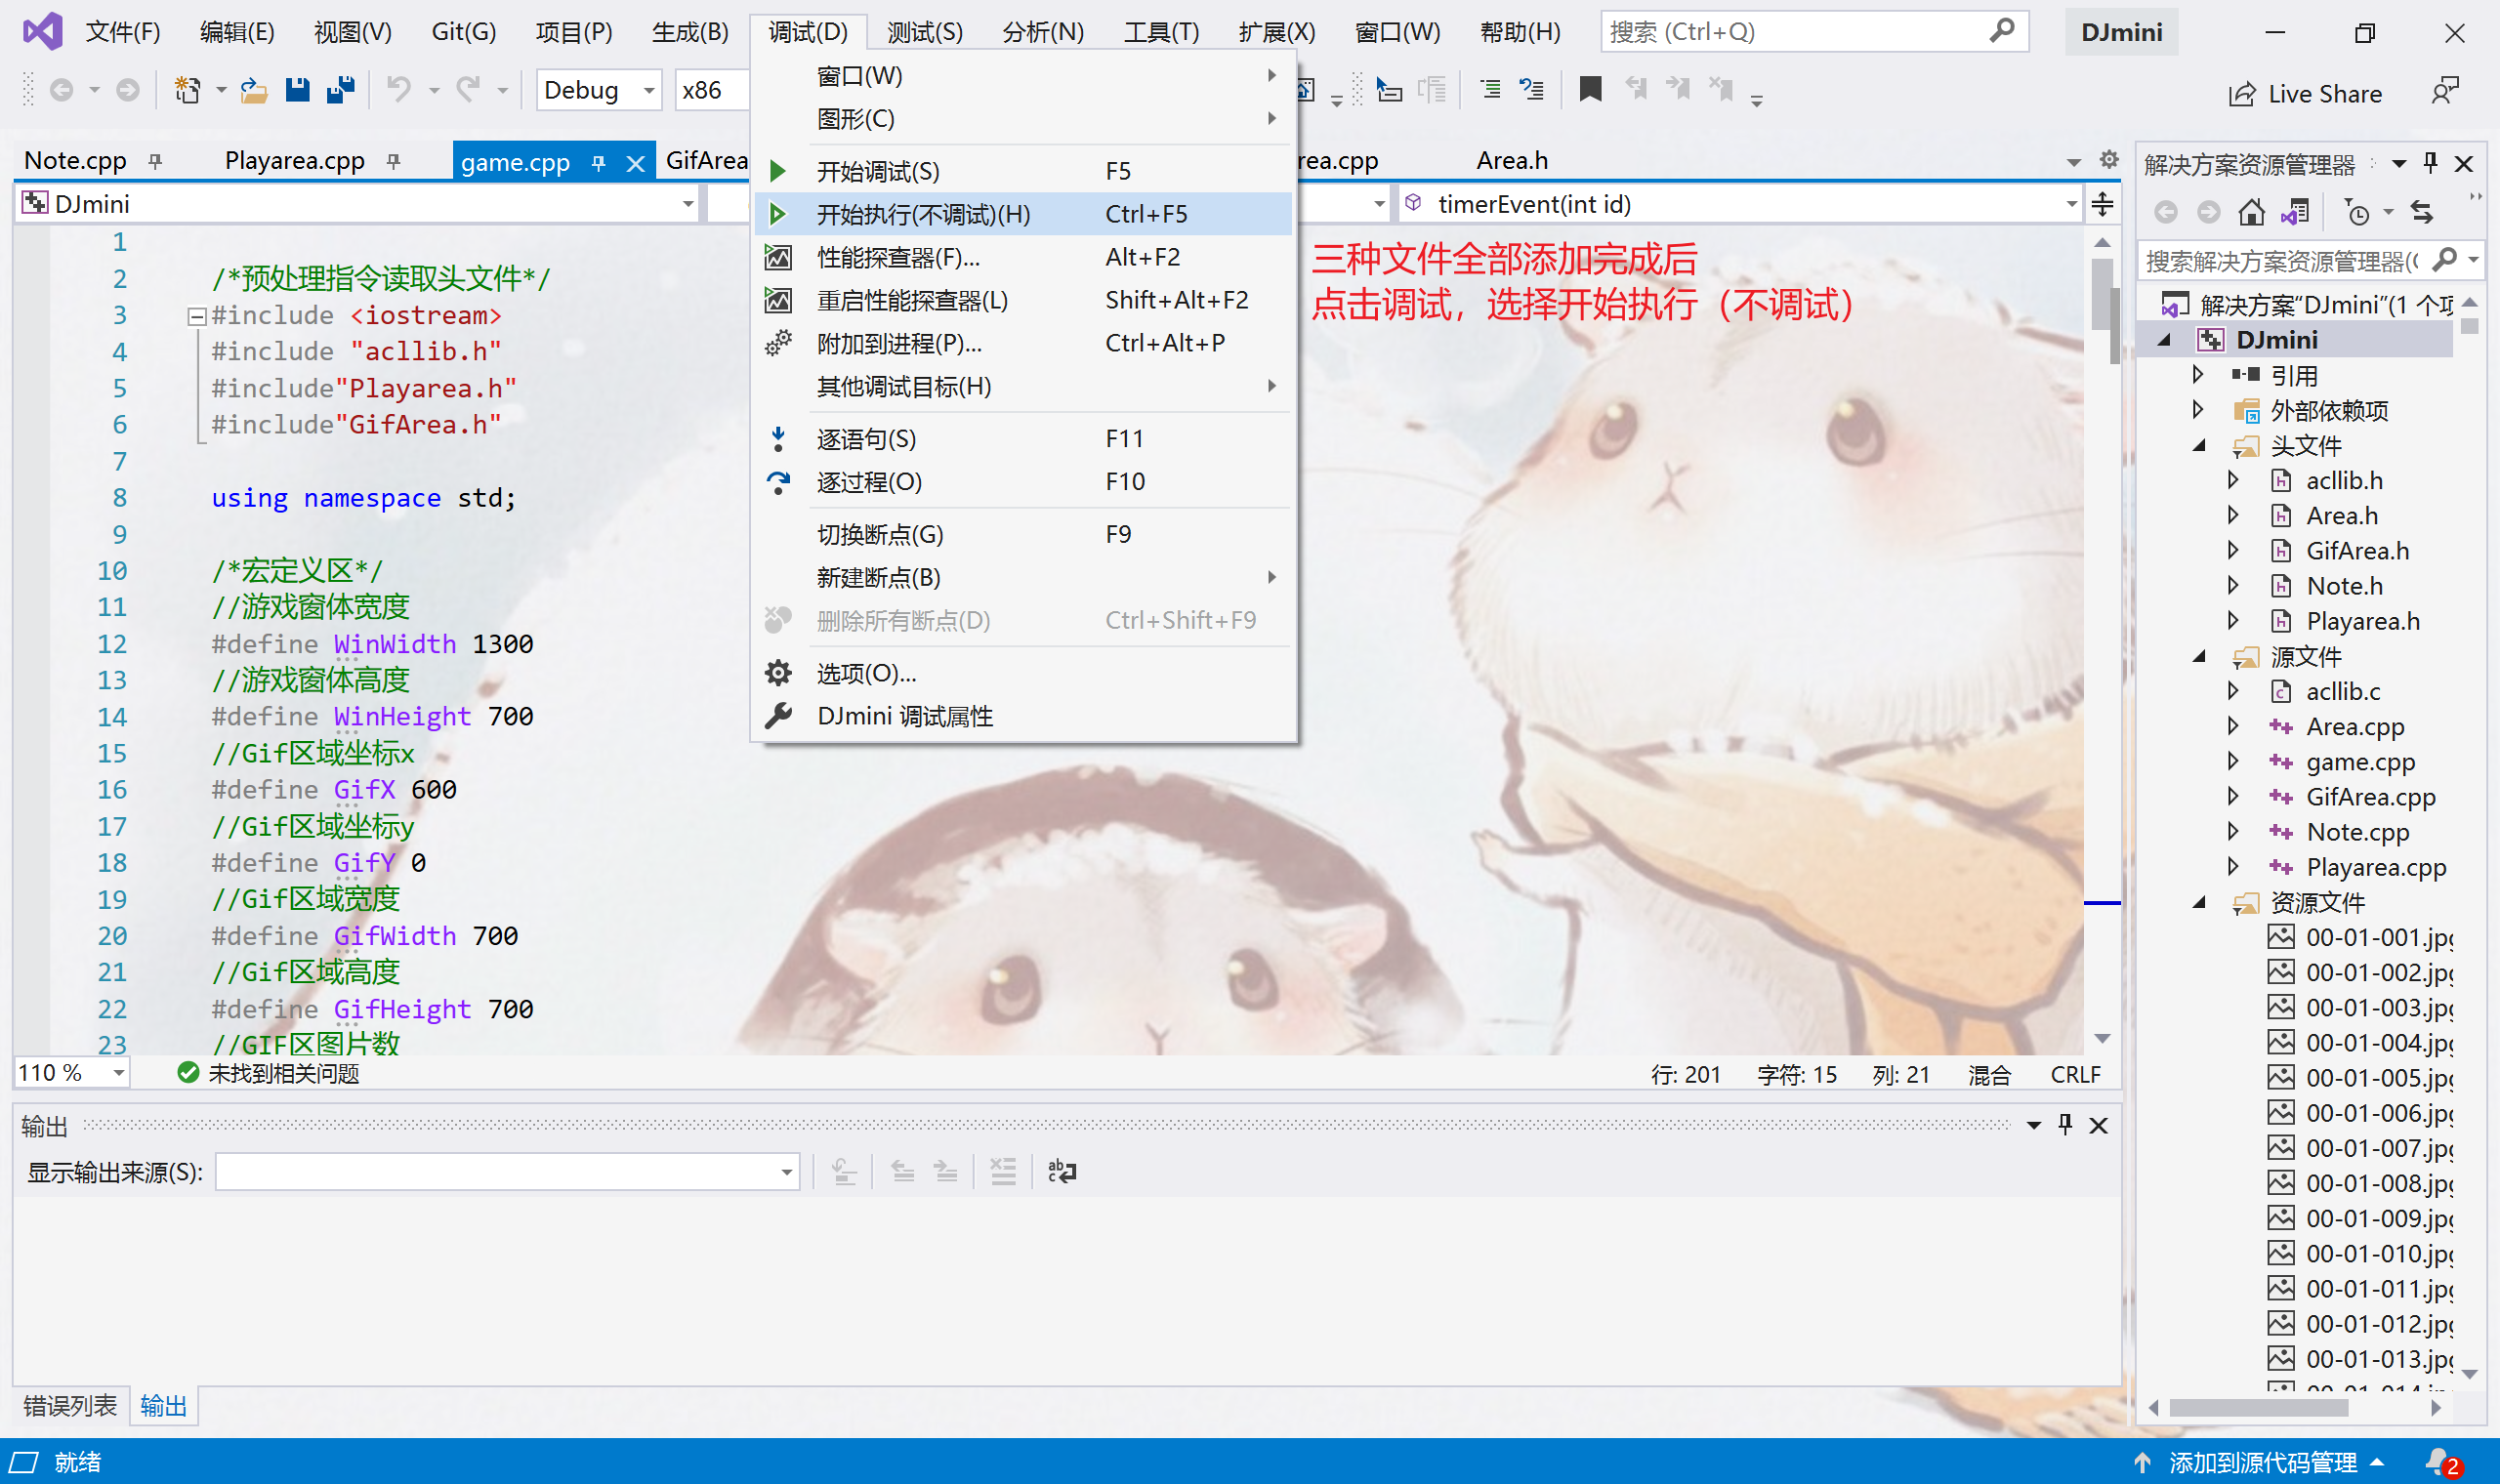 文件(F) 编辑(E) 视图(V) Git(G) 项目(P) 生成(B) 调试(D) 测试(S) 分析(N) 工具(T) 扩展(X) 窗口(W) 帮助(H) 搜索 (Ctrl+Q) DJmini
Debug x86 Live Share
Note.cpp Playarea.cpp game.cpp GifArea rea.cpp Area.h
DJmini timerEvent(int id)
窗口(W)
图形(C)
开始调试(S) F5
开始执行(不调试)(H) Ctrl+F5
性能探查器(F)... Alt+F2
重启性能探查器(L) Shift+Alt+F2
附加到进程(P)... Ctrl+Alt+P
其他调试目标(H)
逐语句(S) F11
逐过程(O) F10
切换断点(G) F9
新建断点(B)
删除所有断点(D) Ctrl+Shift+F9
选项(O)...
DJmini 调试属性
三种文件全部添加完成后
点击调试，选择开始执行（不调试）
1
2 /*预处理指令读取头文件*/
3 #include <iostream>
4 #include "acllib.h"
5 #include"Playarea.h"
6 #include"GifArea.h"
7
8 using namespace std;
9
10 /*宏定义区*/
11 //游戏窗体宽度
12 #define WinWidth 1300
13 //游戏窗体高度
14 #define WinHeight 700
15 //Gif区域坐标x
16 #define GifX 600
17 //Gif区域坐标y
18 #define GifY 0
19 //Gif区域宽度
20 #define GifWidth 700
21 //Gif区域高度
22 #define GifHeight 700
23 //GIF区图片数
110 % 未找到相关问题 行: 201 字符: 15 列: 21 混合 CRLF
输出
显示输出来源(S):
错误列表 输出
解决方案资源管理器
搜索解决方案资源管理器(
解决方案"DJmini"(1 个项
DJmini
引用
外部依赖项
头文件
acllib.h
Area.h
GifArea.h
Note.h
Playarea.h
源文件
acllib.c
Area.cpp
game.cpp
GifArea.cpp
Note.cpp
Playarea.cpp
资源文件
00-01-001.jpg
00-01-002.jpg
00-01-003.jpg
00-01-004.jpg
00-01-005.jpg
00-01-006.jpg
00-01-007.jpg
00-01-008.jpg
00-01-009.jpg
00-01-010.jpg
00-01-011.jpg
00-01-012.jpg
00-01-013.jpg
就绪 添加到源代码管理 2